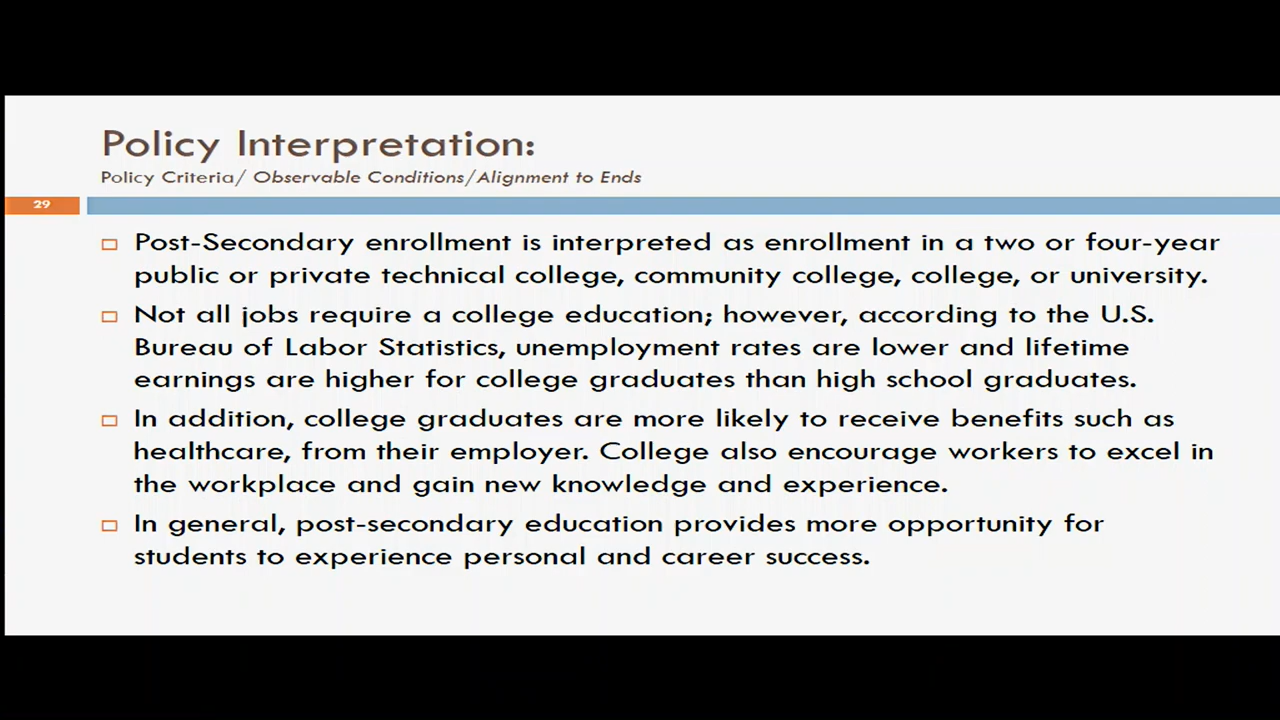 Policy Interpretation:
Policy Criteria/ Observable Conditions/Alignment to Ends
29
Post-Secondary enrollment is interpreted as enrollment in a two or four-year
public or private technical college, community college, college, or university.
Not all jobs require a college education; however, according to the U.S.
Bureau of Labor Statistics, unemployment rates are lower and lifetime
earnings are higher for college graduates than high school graduates.
In addition, college graduates are more likely to receive benefits such as
healthcare, from their employer. College also encourage workers to excel in
the workplace and gain new knowledge and experience.
In general, post-secondary education provides more opportunity for
students to experience personal and career success.